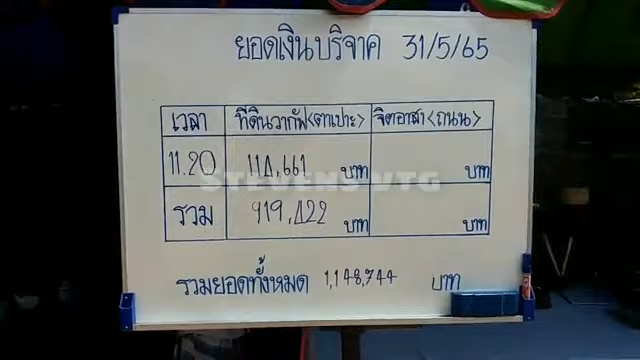 ยอดเงินบริจาค 31/5/65
เวลา ที่ดินวากัฟ<ตาเปาะ> จิตอาสา<ถนน>
11.20 114,661 บาท บาท
รวม 919,422 บาท บาท
รวมยอดทั้งหมด 1,148,744 บาท
STEVENS VTG